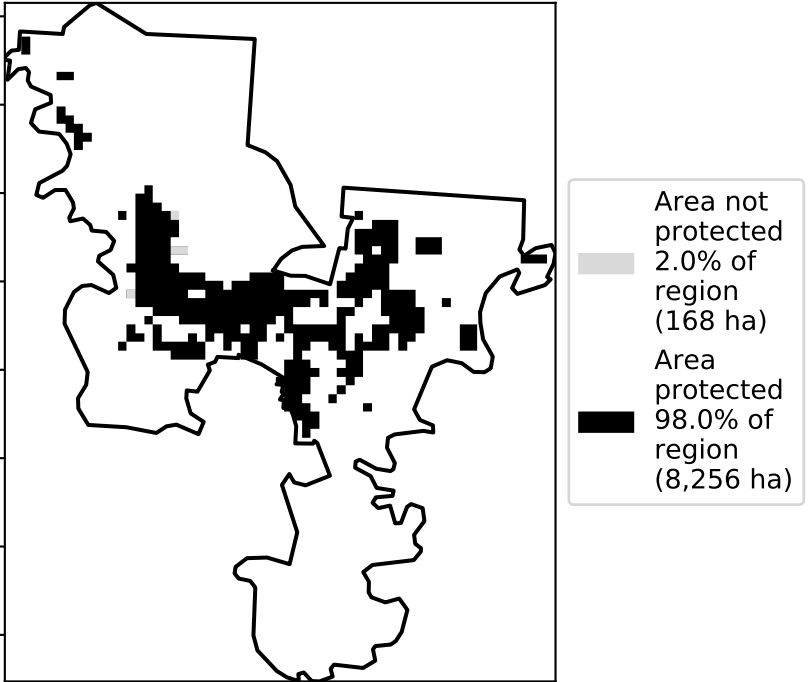 Area not
protected
2.0% of
region
(168 ha)
Area
protected
98.0% of
region
(8,256 ha)